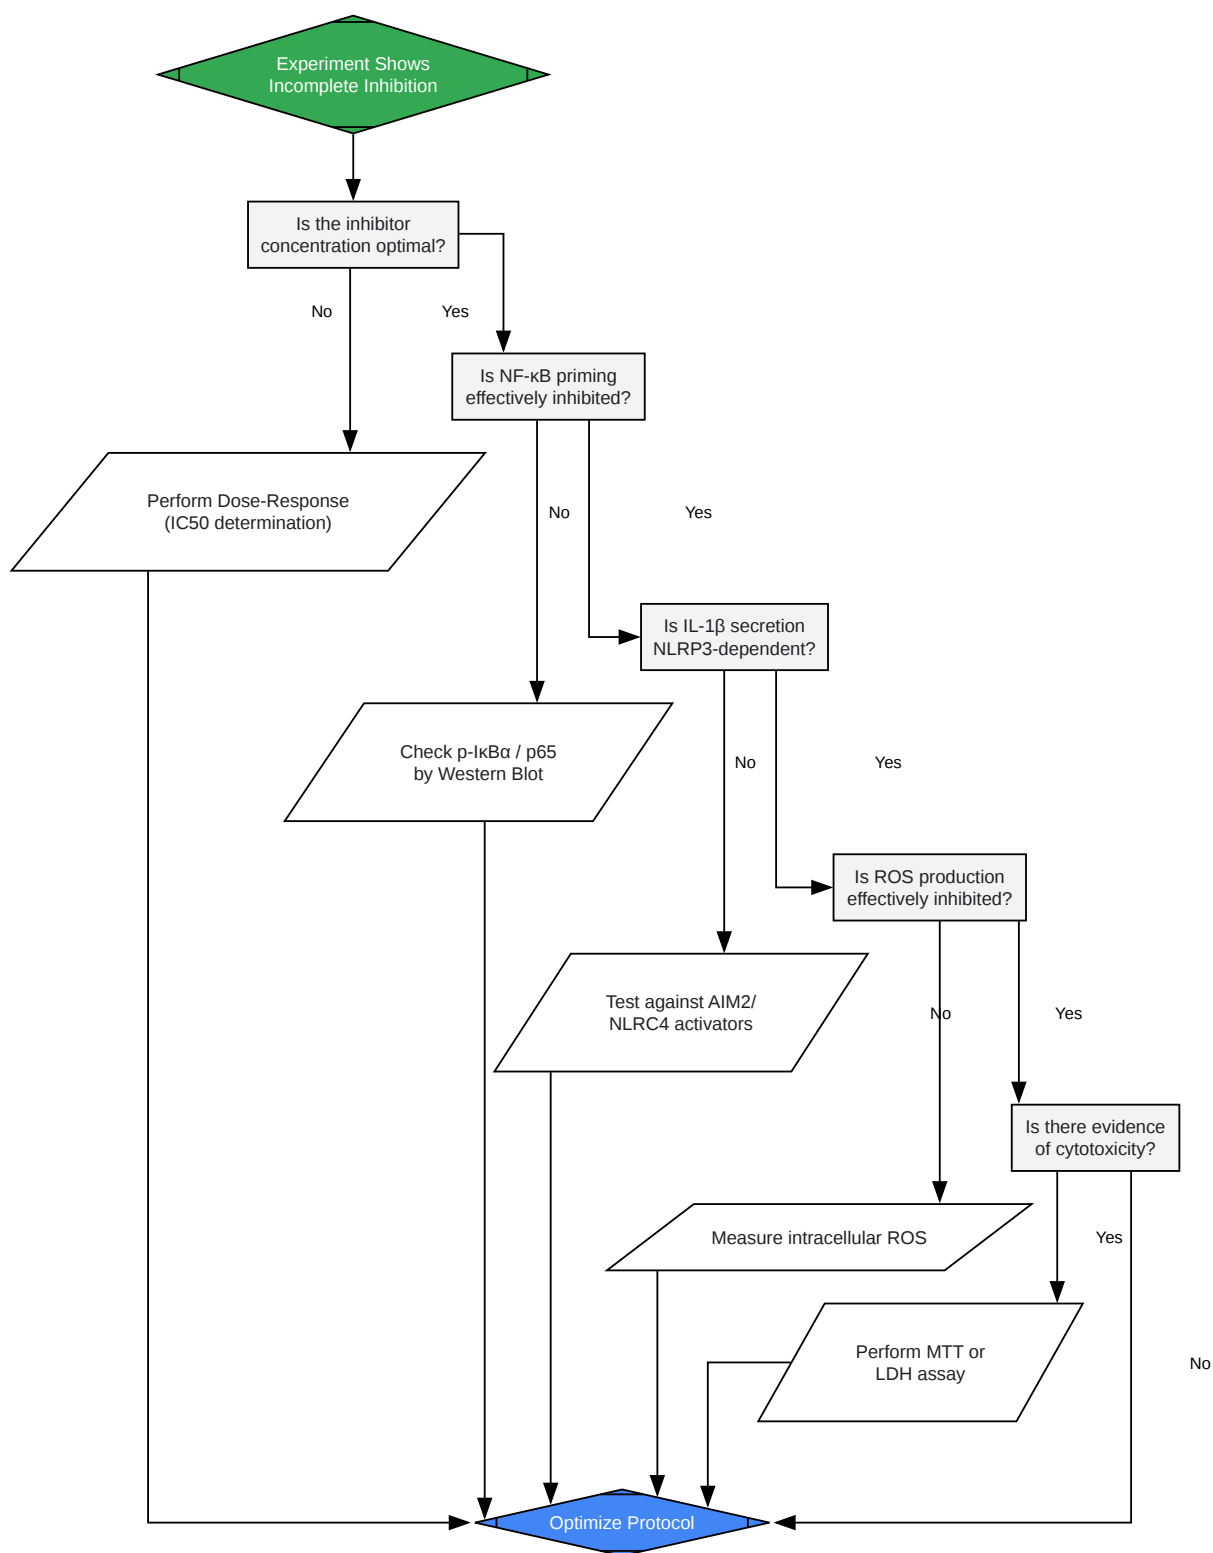 Experiment Shows
Incomplete Inhibition
Is the inhibitor
concentration optimal?
No
Yes
Is NF-κB priming
effectively inhibited?
Perform Dose-Response
(IC50 determination)
No
Yes
Is IL-1β secretion
NLRP3-dependent?
Check p-IκBα / p65
by Western Blot
No
Yes
Is ROS production
effectively inhibited?
Test against AIM2/
NLRC4 activators
No
Yes
Is there evidence
of cytotoxicity?
Measure intracellular ROS
Yes
Perform MTT or
LDH assay
No
Optimize Protocol